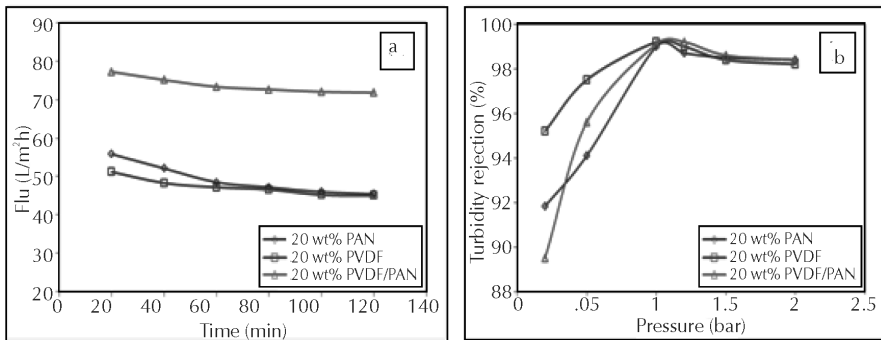 90
80
70
60
50
40
30
20
Flu (L/m²h)
a
20 wt% PAN
20 wt% PVDF
20 wt% PVDF/PAN
0 20 40 60 80 100 120 140
Time (min)
100
98
96
94
92
90
88
Turbidity rejection (%)
b
20 wt% PAN
20 wt% PVDF
20 wt% PVDF/PAN
0 .05 1 1.5 2 2.5
Pressure (bar)